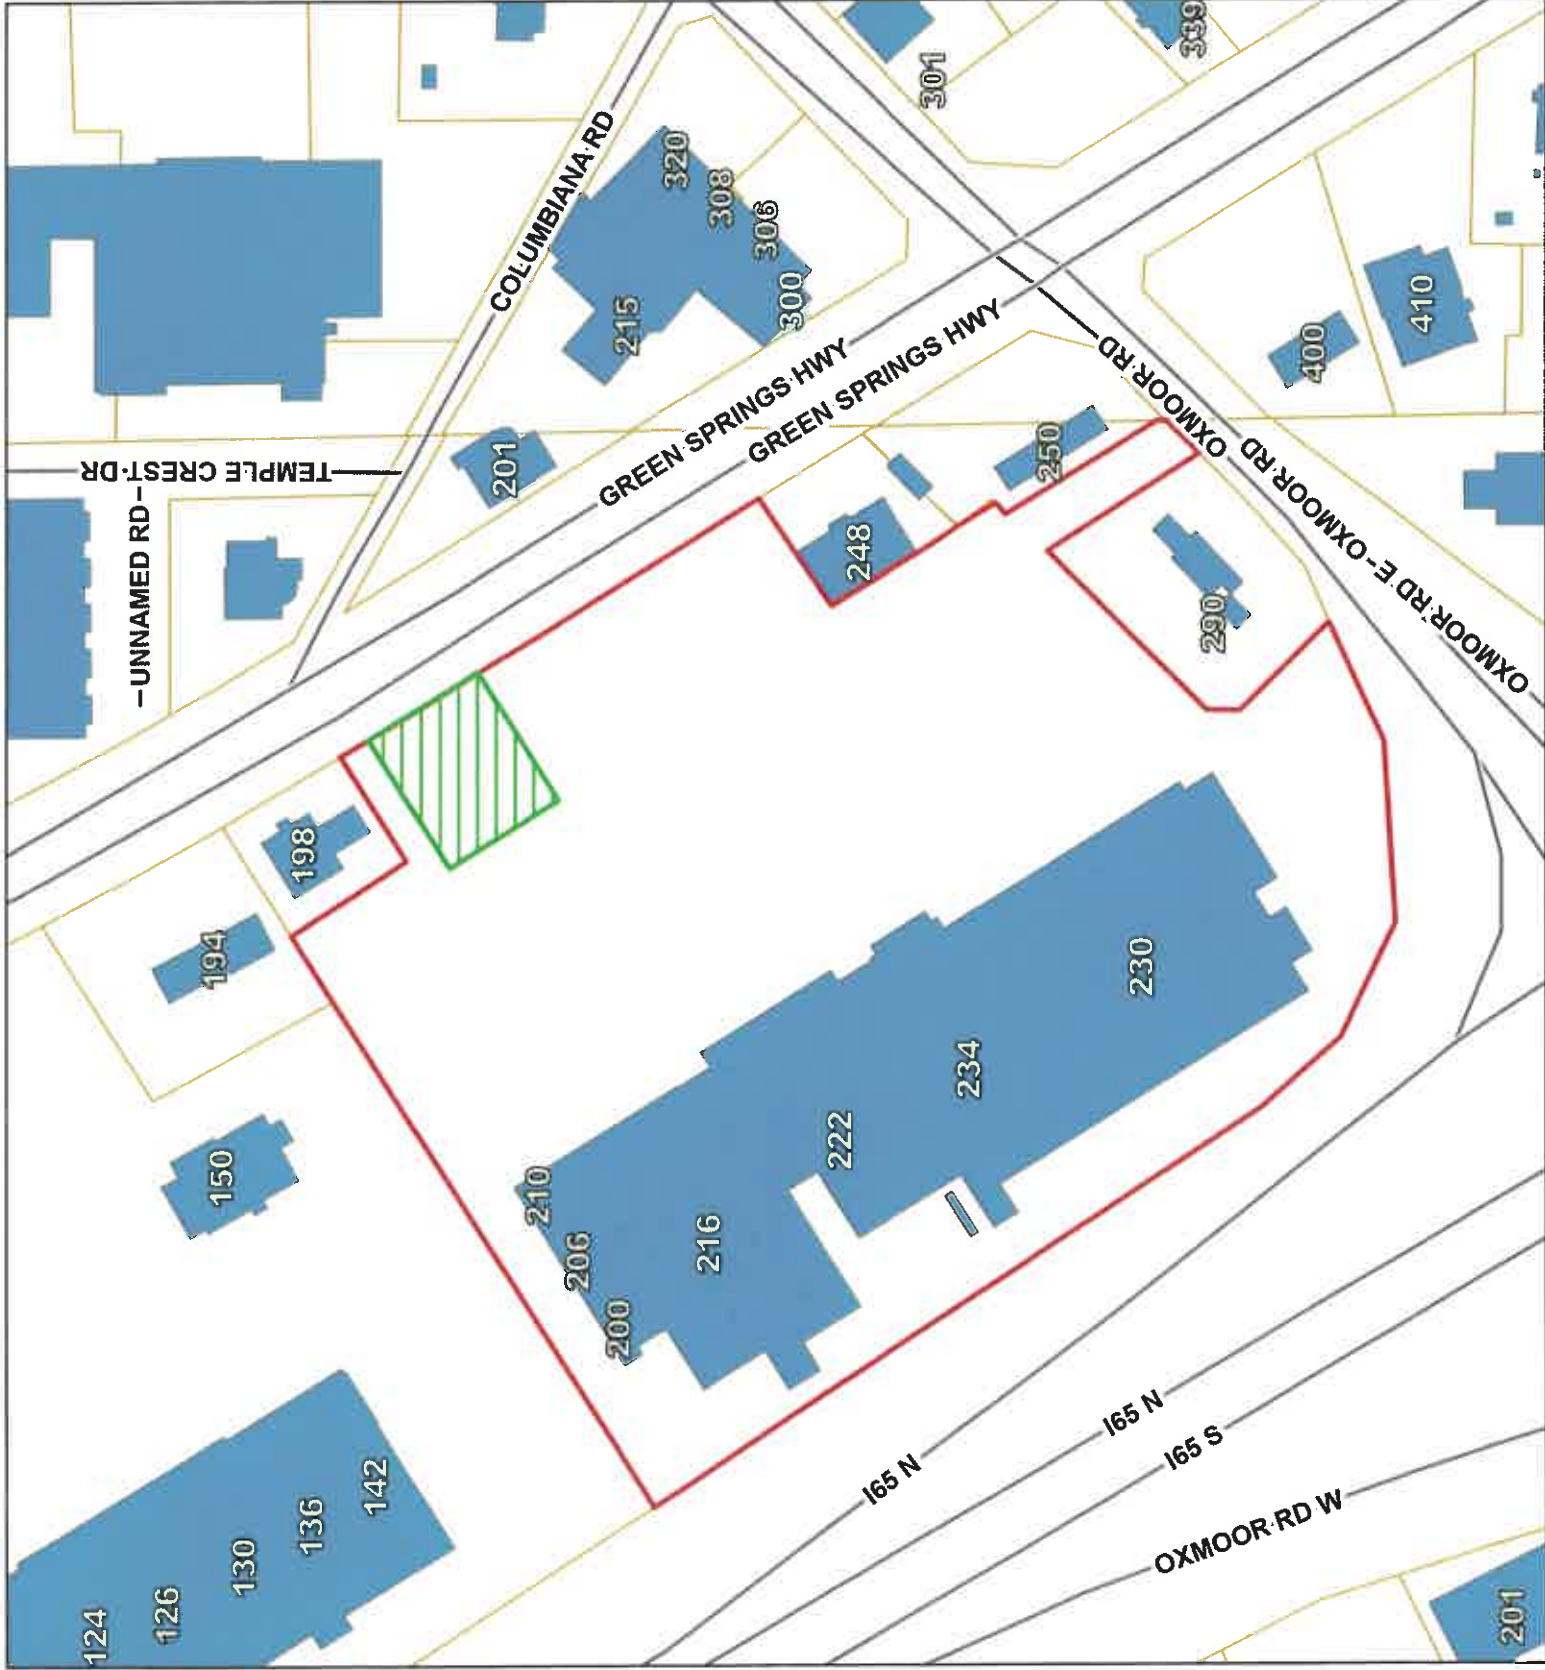 339
301
COLUMBIANA RD
320
308
306
300
215
GREEN SPRINGS HWY
GREEN SPRINGS HWY
OXMOOR RD
OXMOOR RD E-OXMOOR RD
OXMOOR RD
410
400
TEMPLE CREST DR
UNNAMED RD
201
250
248
290
198
194
150
230
234
222
210
206
216
200
142
136
130
126
124
I65 N
I65 N
I65 S
OXMOOR RD W
201